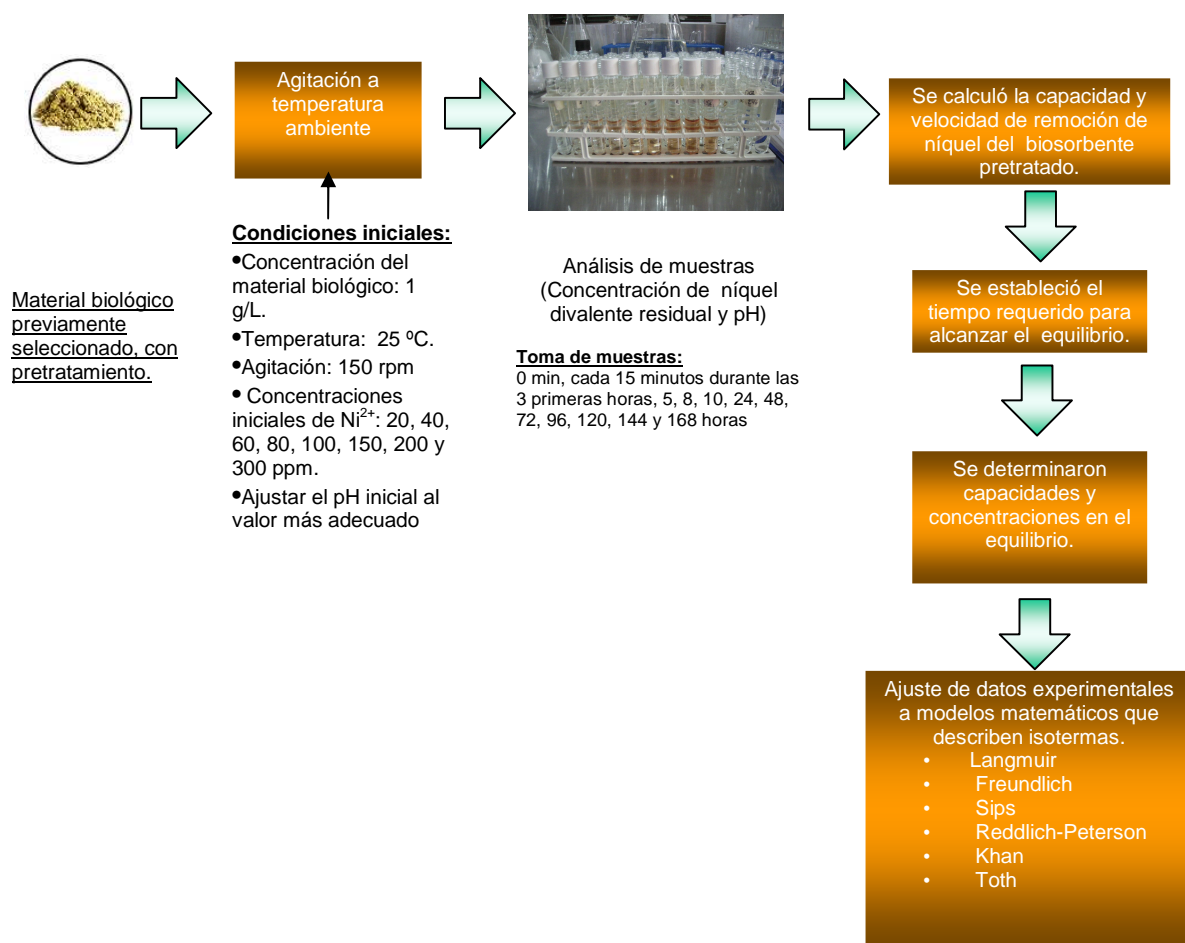 Agitación a
temperatura
ambiente
Se calculó la capacidad y
velocidad de remoción de
níquel del biosorbente
pretratado.
Material biológico
previamente
seleccionado, con
pretratamiento.
Condiciones iniciales:
•Concentración del
material biológico: 1
g/L.
•Temperatura: 25 ºC.
•Agitación: 150 rpm
• Concentraciones
iniciales de Ni2+: 20, 40,
60, 80, 100, 150, 200 y
300 ppm.
•Ajustar el pH inicial al
valor más adecuado
Análisis de muestras
(Concentración de níquel
divalente residual y pH)
Toma de muestras:
0 min, cada 15 minutos durante las
3 primeras horas, 5, 8, 10, 24, 48,
72, 96, 120, 144 y 168 horas
Se estableció el
tiempo requerido para
alcanzar el equilibrio.
Se determinaron
capacidades y
concentraciones en el
equilibrio.
Ajuste de datos experimentales
a modelos matemáticos que
describen isotermas.
• Langmuir
• Freundlich
• Sips
• Reddlich-Peterson
• Khan
• Toth